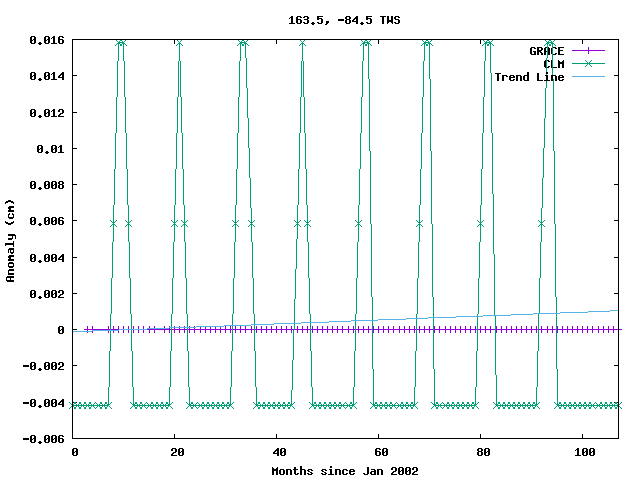 163.5, -84.5 TWS
0.016
0.014
0.012
0.01
0.008
0.006
0.004
0.002
0
-0.002
-0.004
-0.006
Anomaly (cm)
GRACE
CLM
Trend Line
0 20 40 60 80 100
Months since Jan 2002